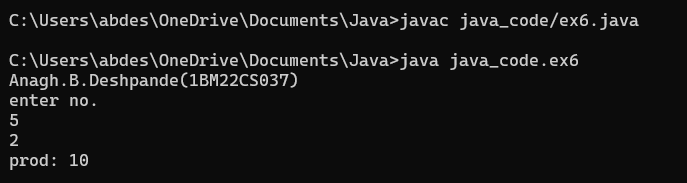 C:\Users\abdes\OneDrive\Documents\Java>javac java_code/ex6.java
C:\Users\abdes\OneDrive\Documents\Java>java java_code.ex6
Anagh.B.Deshpande(1BM22CS037)
enter no.
5
2
prod: 10